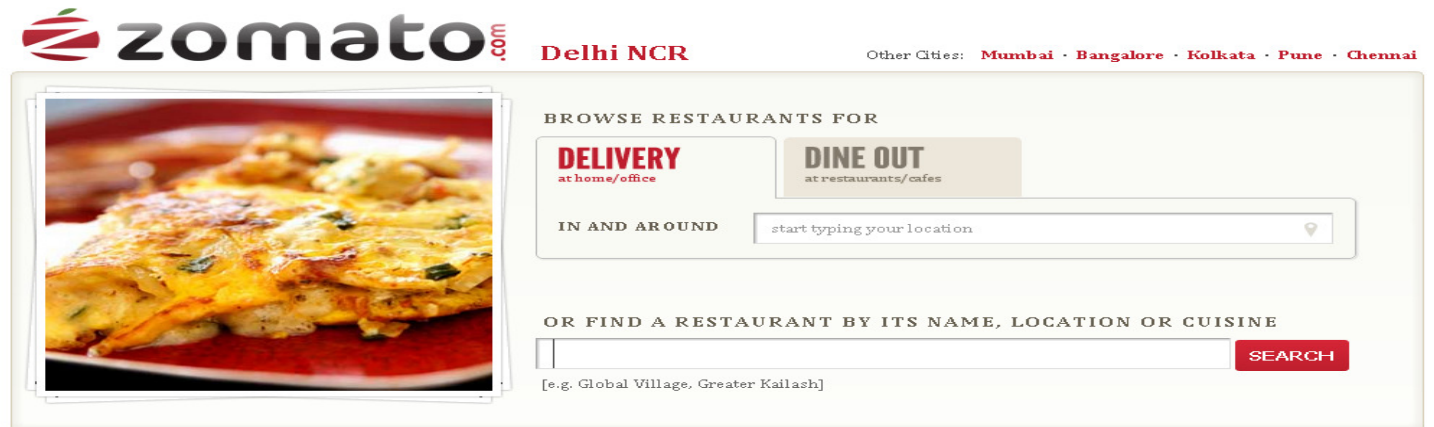 zomato.com
Delhi NCR
Other Cities: Mumbai · Bangalore · Kolkata · Pune · Chennai
BROWSE RESTAURANTS FOR
DELIVERY
at home/office
DINE OUT
at restaurants/cafes
IN AND AROUND
start typing your location
OR FIND A RESTAURANT BY ITS NAME, LOCATION OR CUISINE
SEARCH
[e.g. Global Village, Greater Kailash]